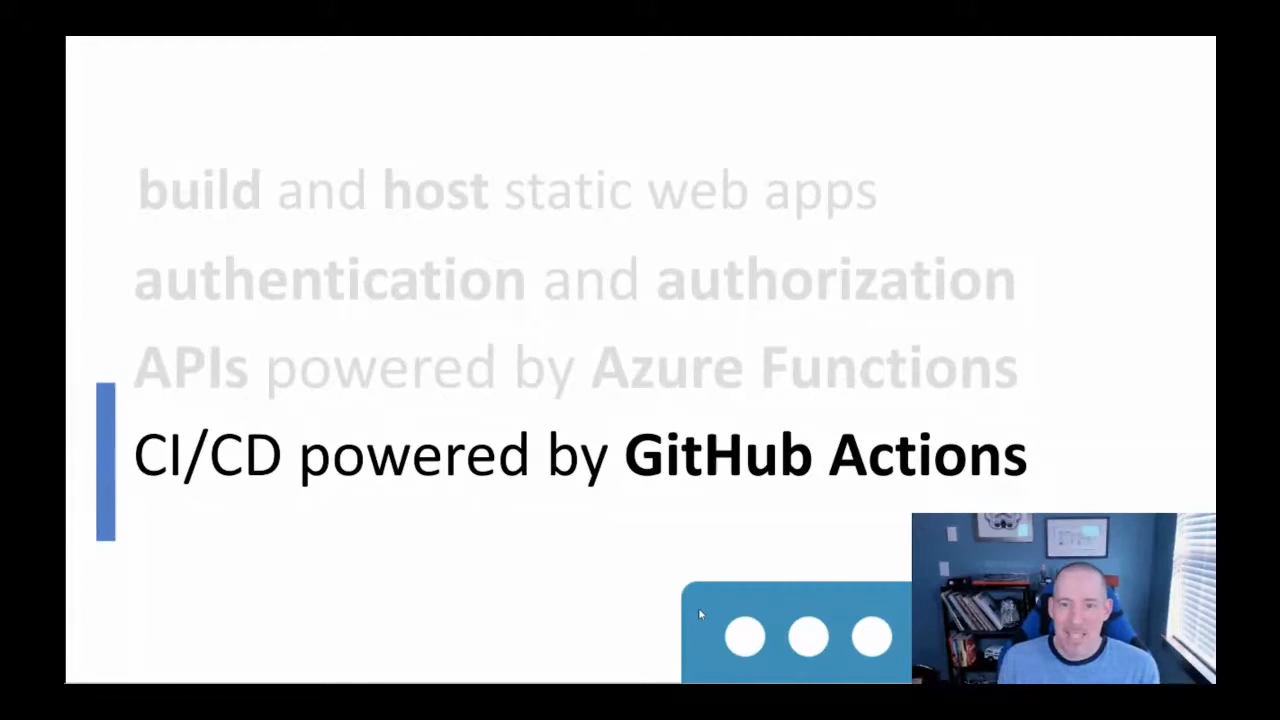 build and host static web apps
authentication and authorization
APIs powered by Azure Functions
CI/CD powered by GitHub Actions